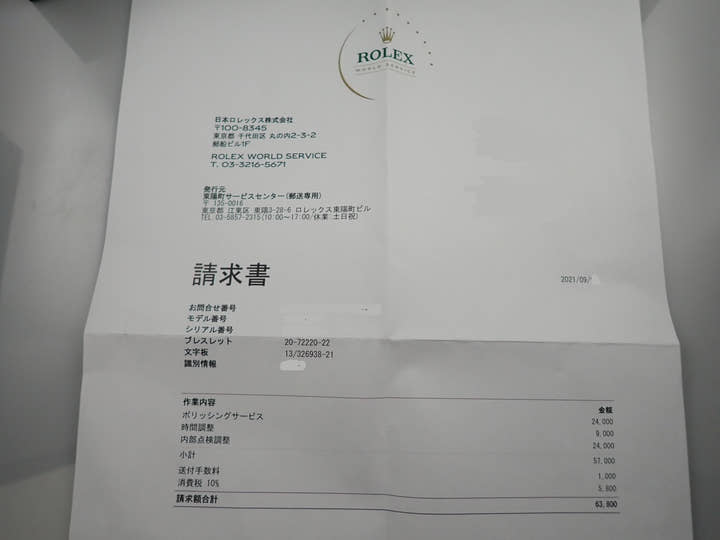 ROLEX
WORLD SERVICE
日本ロレックス株式会社
〒100-8345
東京都 千代田区 丸の内2-3-2
郵船ビル1F
ROLEX WORLD SERVICE
T. 03-3216-5671
発行元
東陽町サービスセンター(郵送専用)
〒 135-0016
東京都 江東区 東陽3-28-6 ロレックス東陽町ビル
TEL:03-5857-2315(10:00〜17:00/休業:土日祝)
請求書
2021/09/
お問合せ番号
モデル番号
シリアル番号
ブレスレット 20-72220-22
文字板 13/326938-21
識別情報
作業内容 金額
ポリッシングサービス 24,000
時間調整 9,000
内部点検調整 24,000
小計 57,000
送付手数料 1,000
消費税 10% 5,800
請求額合計 63,800